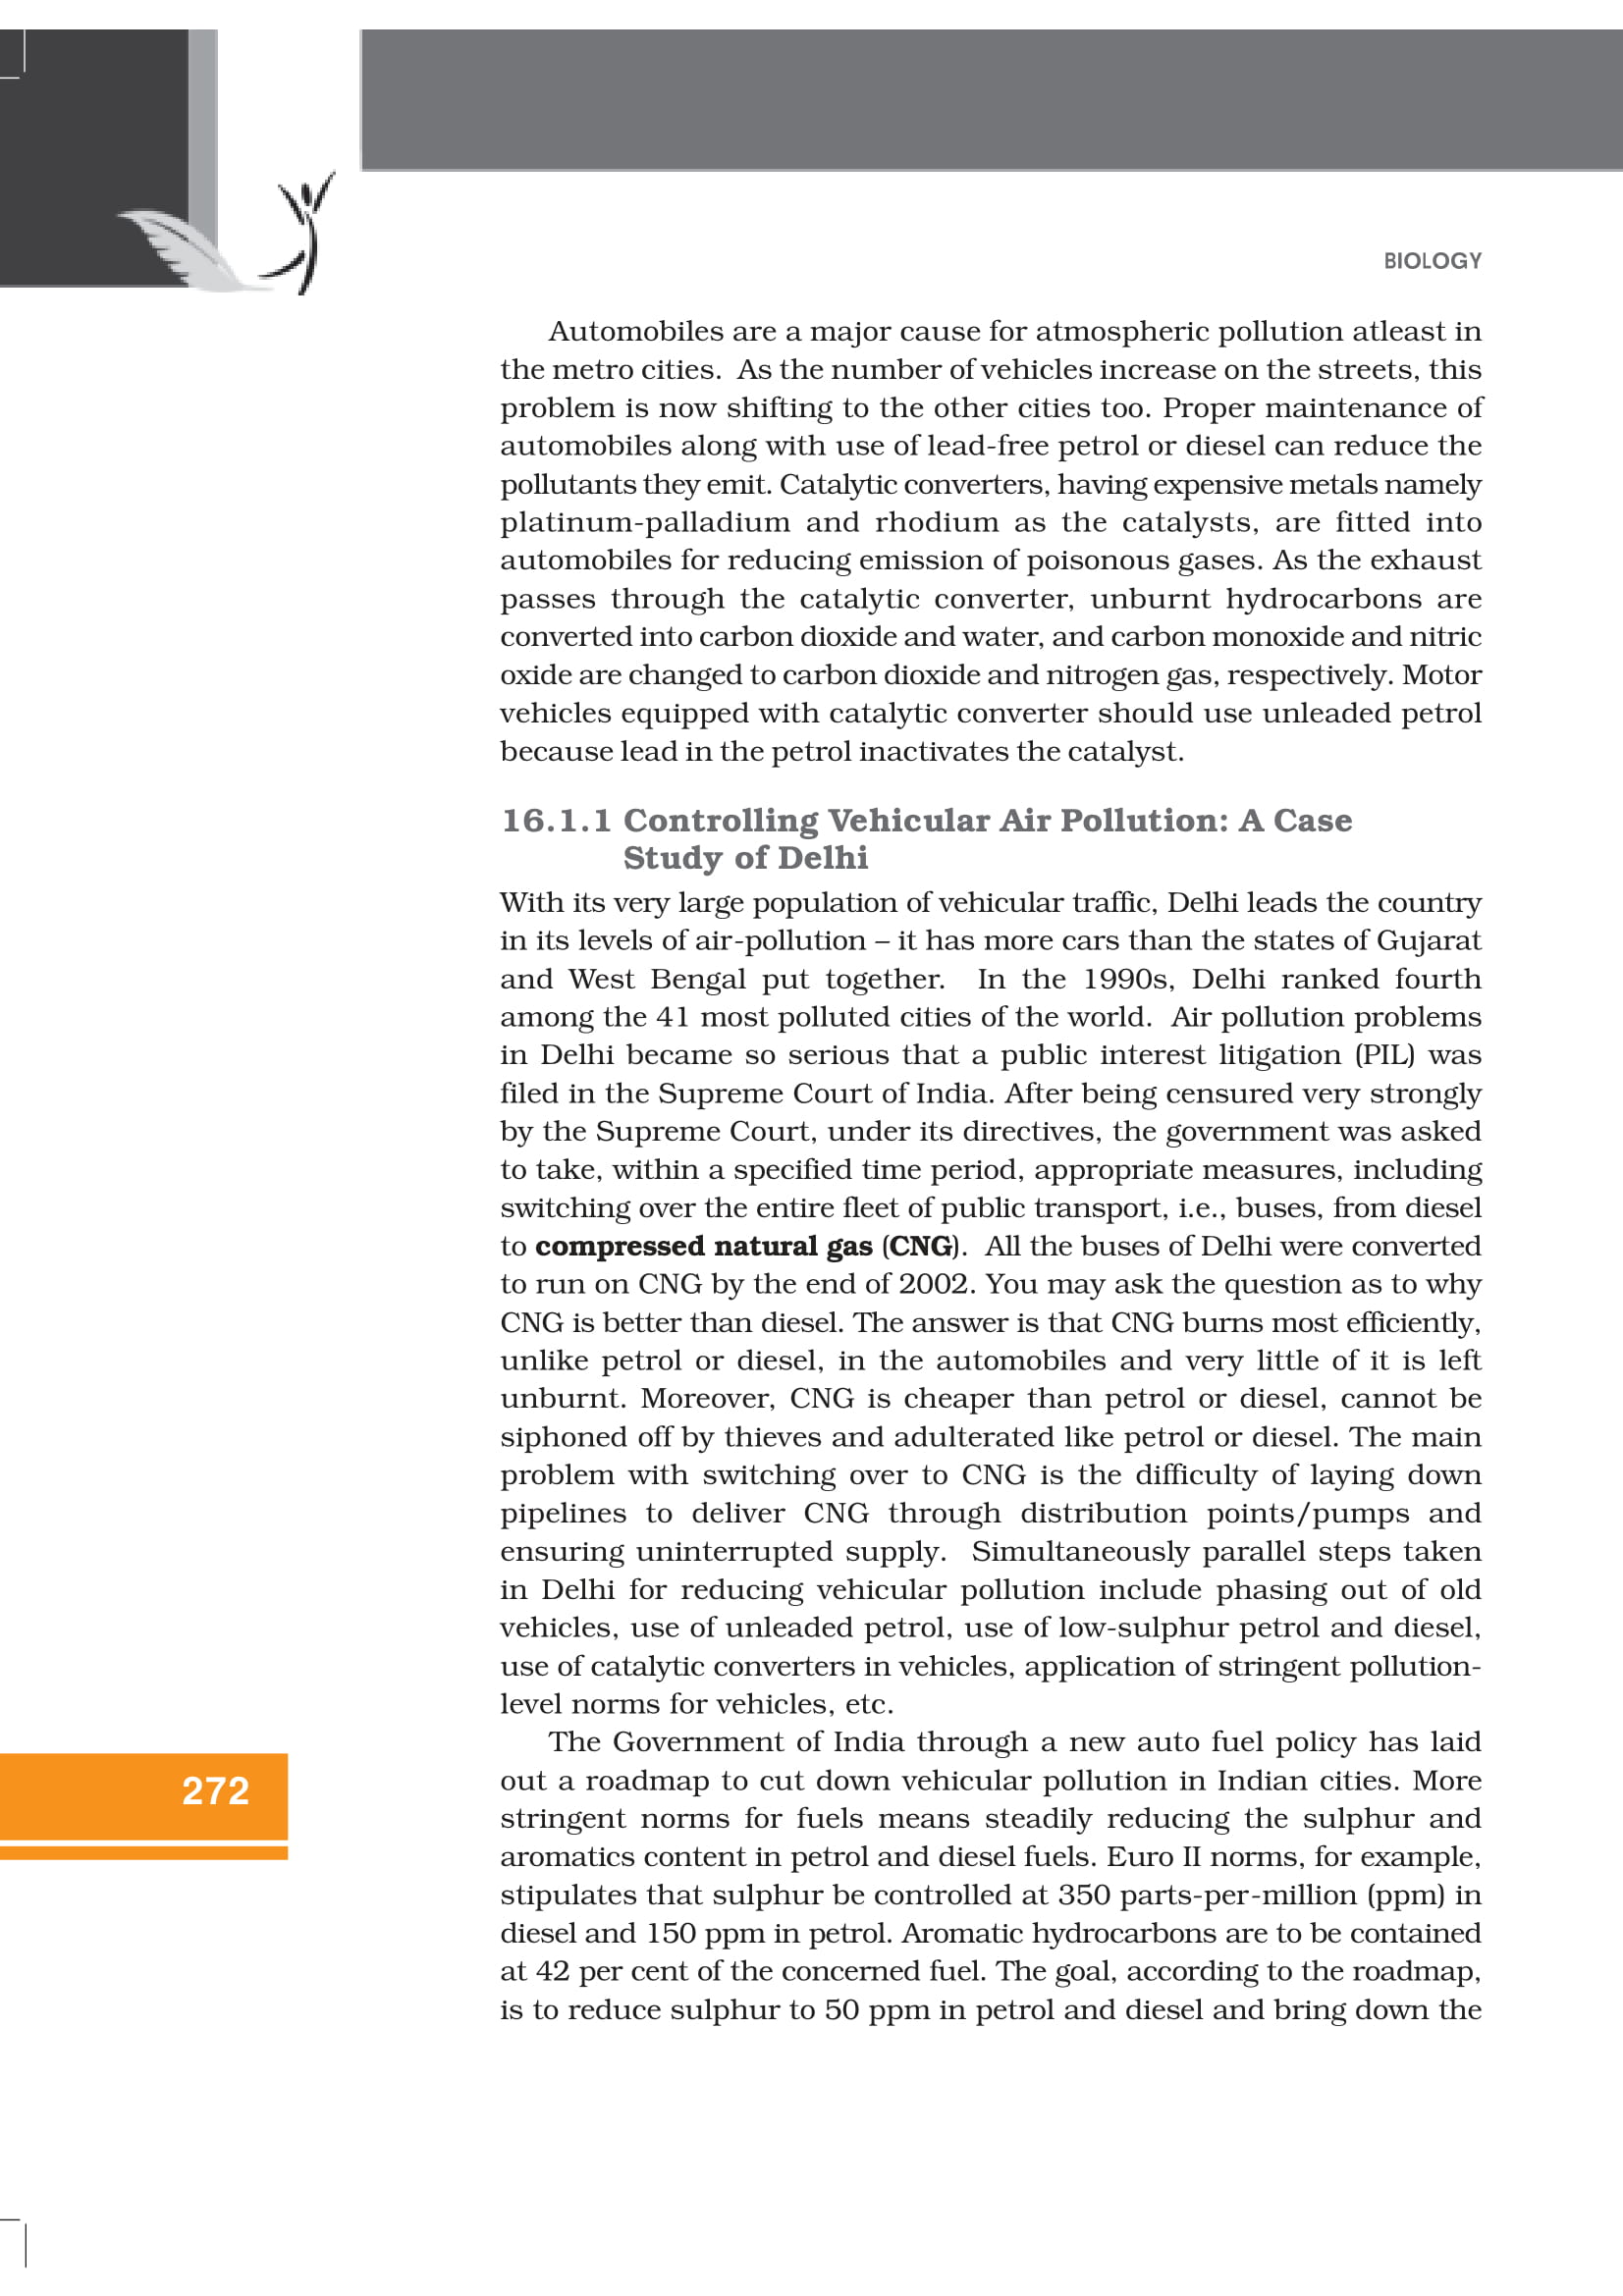 BIOLOGY
Automobiles are a major cause for atmospheric pollution atleast in
the metro cities.  As the number of vehicles increase on the streets, this
problem is now shifting to the other cities too. Proper maintenance of
automobiles along with use of lead-free petrol or diesel can reduce the
pollutants they emit. Catalytic converters, having expensive metals namely
platinum-palladium and rhodium as the catalysts, are fitted into
automobiles for reducing emission of poisonous gases. As the exhaust
passes through the catalytic converter, unburnt hydrocarbons are
converted into carbon dioxide and water, and carbon monoxide and nitric
oxide are changed to carbon dioxide and nitrogen gas, respectively. Motor
vehicles equipped with catalytic converter should use unleaded petrol
because lead in the petrol inactivates the catalyst.
16.1.1 Controlling Vehicular Air Pollution: A Case
Study of Delhi
With its very large population of vehicular traffic, Delhi leads the country
in its levels of air-pollution – it has more cars than the states of Gujarat
and West Bengal put together.  In the 1990s, Delhi ranked fourth
among the 41 most polluted cities of the world.  Air pollution problems
in Delhi became so serious that a public interest litigation (PIL) was
filed in the Supreme Court of India. After being censured very strongly
by the Supreme Court, under its directives, the government was asked
to take, within a specified time period, appropriate measures, including
switching over the entire fleet of public transport, i.e., buses, from diesel
to compressed natural gas (CNG).  All the buses of Delhi were converted
to run on CNG by the end of 2002. You may ask the question as to why
CNG is better than diesel. The answer is that CNG burns most efficiently,
unlike petrol or diesel, in the automobiles and very little of it is left
unburnt. Moreover, CNG is cheaper than petrol or diesel, cannot be
siphoned off by thieves and adulterated like petrol or diesel. The main
problem with switching over to CNG is the difficulty of laying down
pipelines to deliver CNG through distribution points/pumps and
ensuring uninterrupted supply.  Simultaneously parallel steps taken
in Delhi for reducing vehicular pollution include phasing out of old
vehicles, use of unleaded petrol, use of low-sulphur petrol and diesel,
use of catalytic converters in vehicles, application of stringent pollution-
level norms for vehicles, etc.
The Government of India through a new auto fuel policy has laid
out a roadmap to cut down vehicular pollution in Indian cities. More
stringent norms for fuels means steadily reducing the sulphur and
aromatics content in petrol and diesel fuels. Euro II norms, for example,
stipulates that sulphur be controlled at 350 parts-per-million (ppm) in
diesel and 150 ppm in petrol. Aromatic hydrocarbons are to be contained
at 42 per cent of the concerned fuel. The goal, according to the roadmap,
is to reduce sulphur to 50 ppm in petrol and diesel and bring down the
272